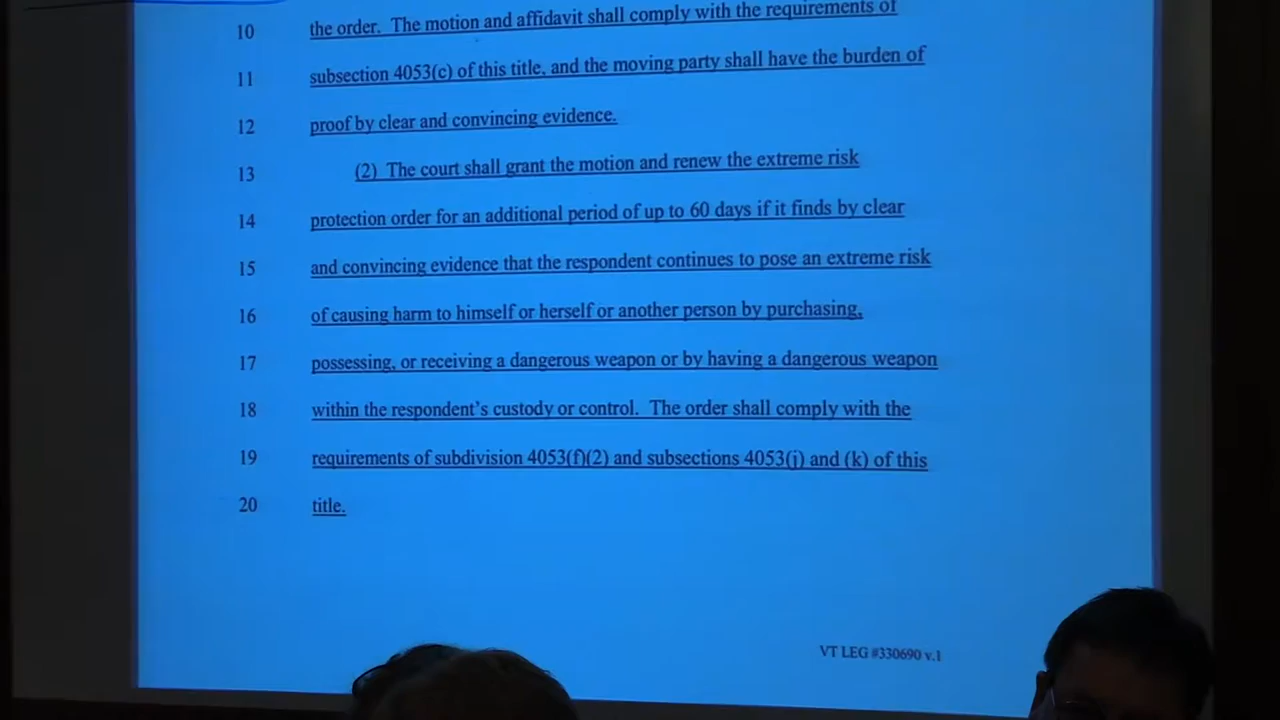 10 the order. The motion and affidavit shall comply with the requirements of
11 subsection 4053(c) of this title, and the moving party shall have the burden of
12 proof by clear and convincing evidence.
13 (2) The court shall grant the motion and renew the extreme risk
14 protection order for an additional period of up to 60 days if it finds by clear
15 and convincing evidence that the respondent continues to pose an extreme risk
16 of causing harm to himself or herself or another person by purchasing,
17 possessing, or receiving a dangerous weapon or by having a dangerous weapon
18 within the respondent's custody or control. The order shall comply with the
19 requirements of subdivision 4053(f)(2) and subsections 4053(j) and (k) of this
20 title.
VT LEG #330690 v.1